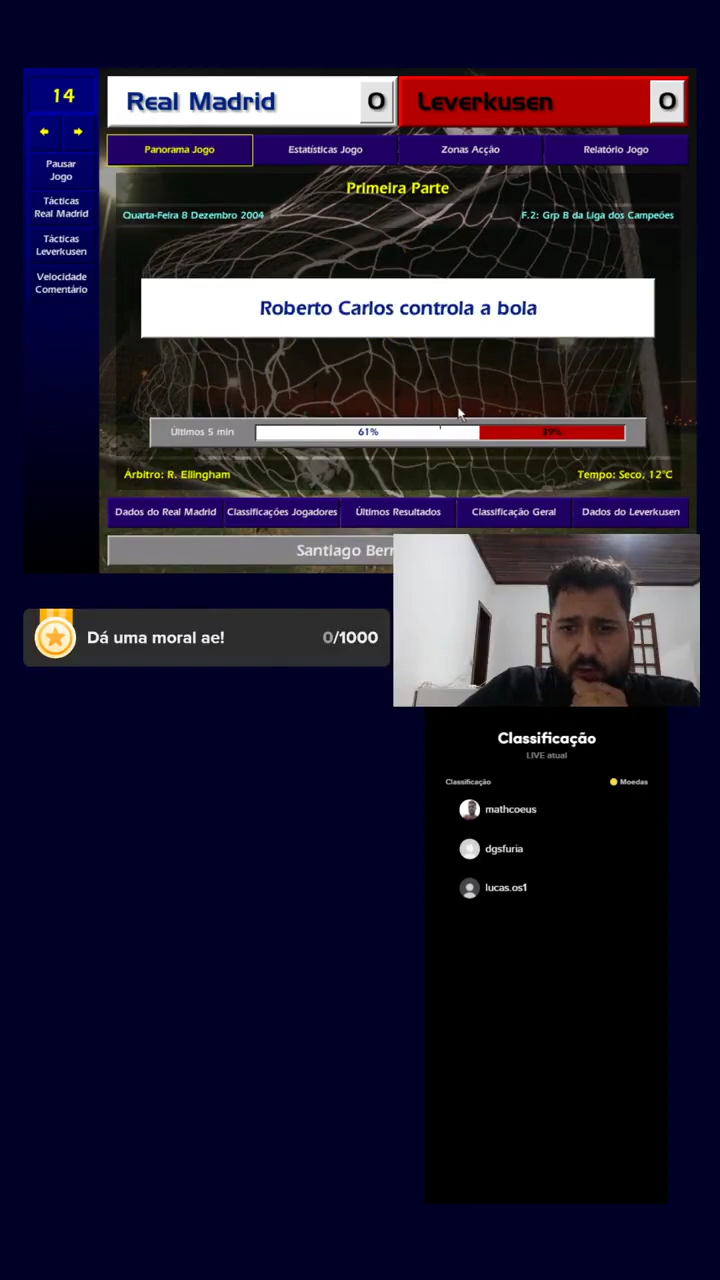 14
Real Madrid 0 Leverkusen 0
Pausar
Jogo
Tácticas
Real Madrid
Tácticas
Leverkusen
Velocidade
Comentário
Panorama Jogo Estatísticas Jogo Zonas Acção Relatório Jogo
Primeira Parte
Quarta-Feira 8 Dezembro 2004 F.2: Grp B da Liga dos Campeões
Roberto Carlos controla a bola
Últimos 5 min 61% 39%
Árbitro: R. Ellingham Tempo: Seco, 12°C
Dados do Real Madrid Classificações Jogadores Últimos Resultados Classificação Geral Dados do Leverkusen
Santiago Ber
Dá uma moral ae! 0/1000
Classificação
LIVE atual
Classificação Moedas
mathcoeus
dgsfuria
lucas.os1